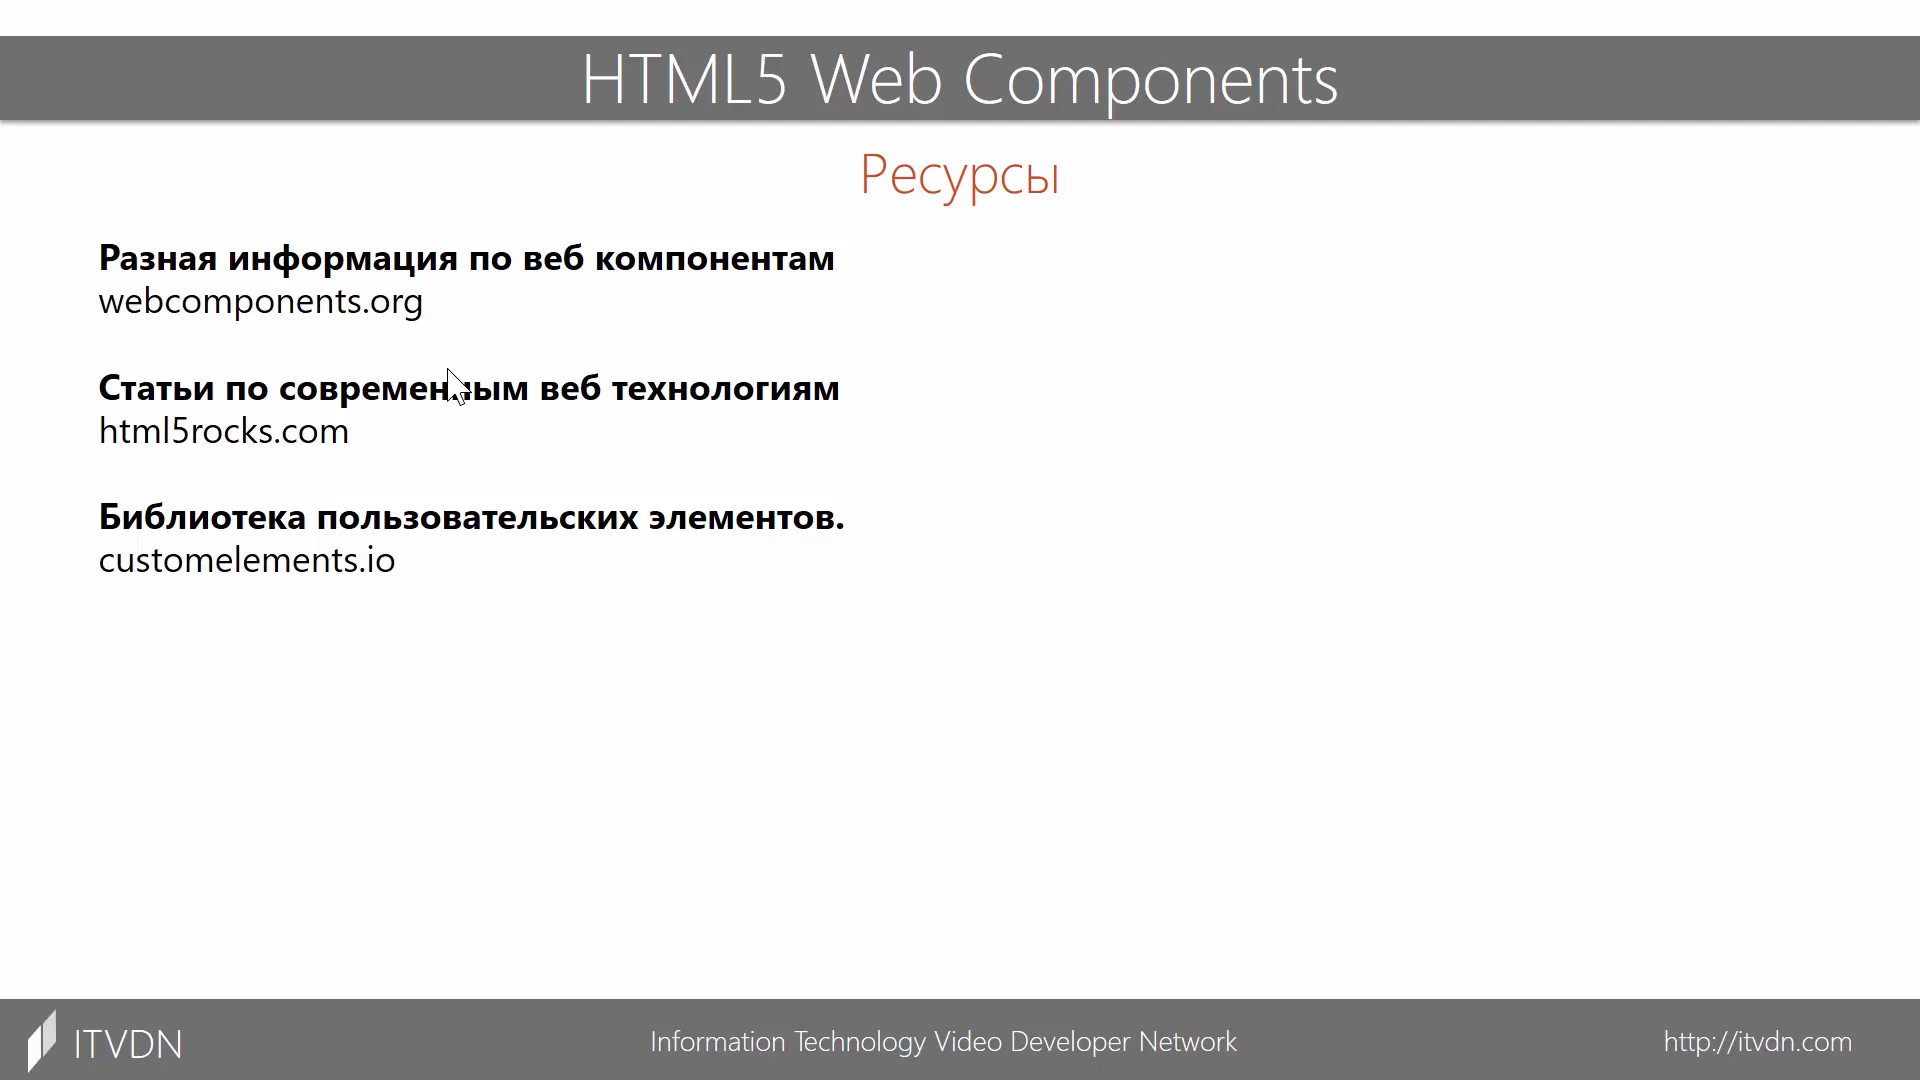 HTML5 Web Components
Ресурсы
Разная информация по веб компонентам
webcomponents.org
Статьи по современным веб технологиям
html5rocks.com
Библиотека пользовательских элементов.
customelements.io
ITVDN
Information Technology Video Developer Network
http://itvdn.com